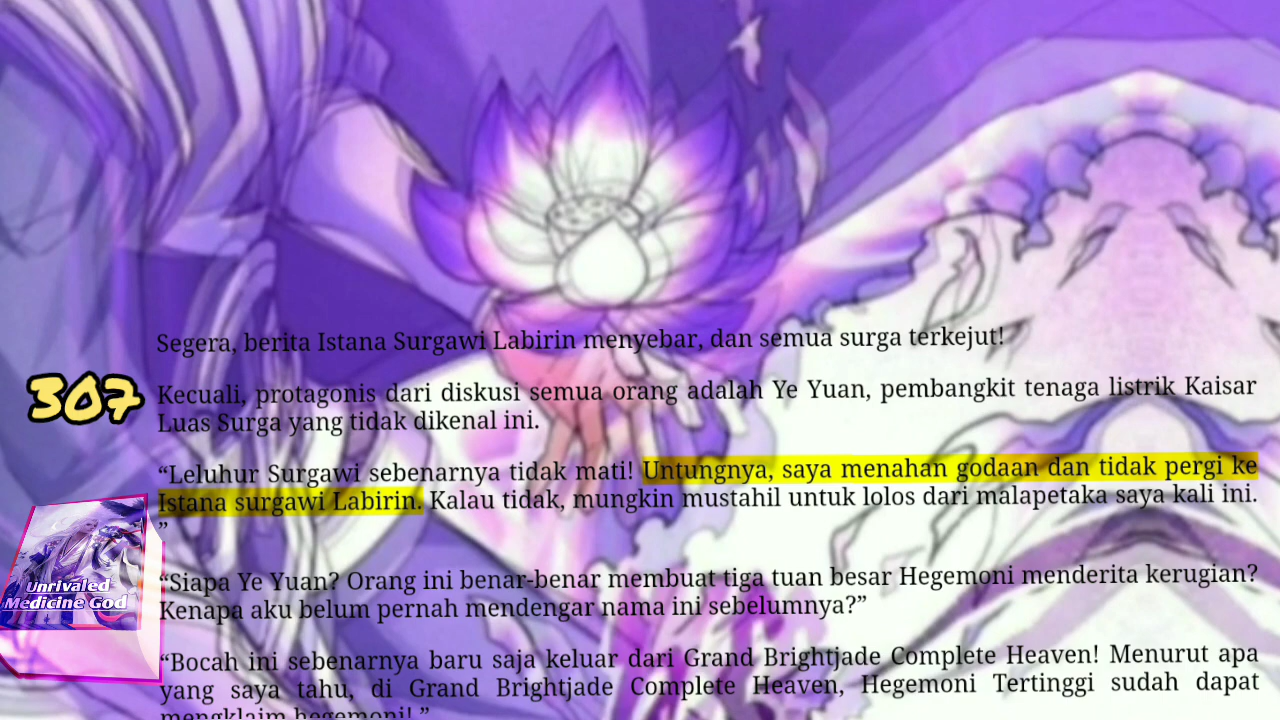 Segera, berita Istana Surgawi Labirin menyebar, dan semua surga terkejut!
307
Kecuali, protagonis dari diskusi semua orang adalah Ye Yuan, pembangkit tenaga listrik Kaisar
Luas Surga yang tidak dikenal ini.
“Leluhur Surgawi sebenarnya tidak mati! Untungnya, saya menahan godaan dan tidak pergi ke
Istana surgawi Labirin. Kalau tidak, mungkin mustahil untuk lolos dari malapetaka saya kali ini.
”
Unrivaled
Medicine God
“Siapa Ye Yuan? Orang ini benar-benar membuat tiga tuan besar Hegemoni menderita kerugian?
Kenapa aku belum pernah mendengar nama ini sebelumnya?”
“Bocah ini sebenarnya baru saja keluar dari Grand Brightjade Complete Heaven! Menurut apa
yang saya tahu, di Grand Brightjade Complete Heaven, Hegemoni Tertinggi sudah dapat
mengklaim hegemoni! ”